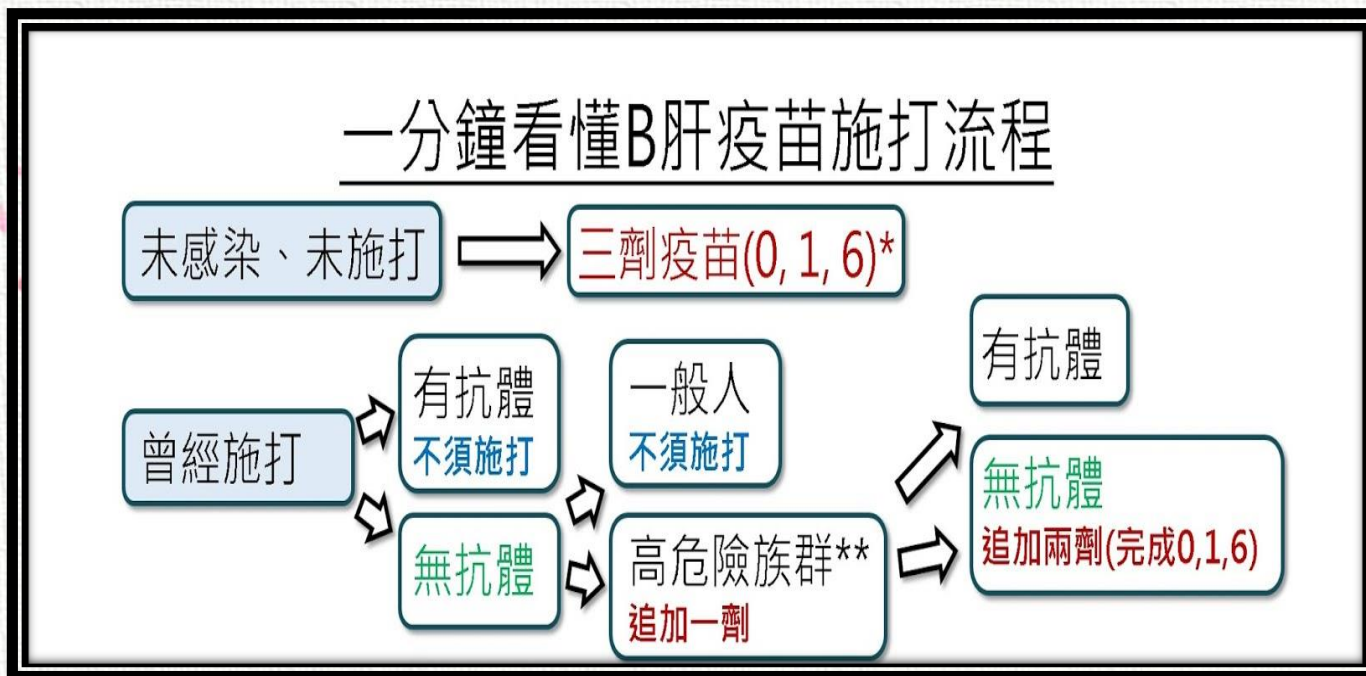 一分鐘看懂B肝疫苗施打流程
未感染、未施打
三劑疫苗(0, 1, 6)*
曾經施打
有抗體
不須施打
無抗體
一般人
不須施打
高危險族群**
追加一劑
有抗體
無抗體
追加兩劑(完成0,1,6)